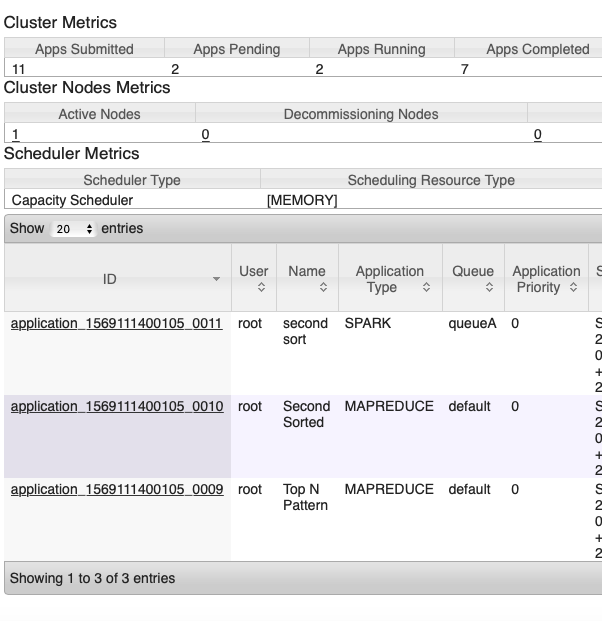 Cluster Metrics
Apps Submitted Apps Pending Apps Running Apps Completed
11 2 2 7
Cluster Nodes Metrics
Active Nodes Decommissioning Nodes
1 0 0
Scheduler Metrics
Scheduler Type Scheduling Resource Type
Capacity Scheduler [MEMORY]
Show 20 entries
ID User Name Application Type Queue Application Priority S
application_1569111400105_0011 root second SPARK queueA 0 S
sort 2
0
+
2
application_1569111400105_0010 root Second MAPREDUCE default 0 S
Sorted 2
0
+
2
application_1569111400105_0009 root Top N MAPREDUCE default 0 S
Pattern 2
0
+
2
Showing 1 to 3 of 3 entries